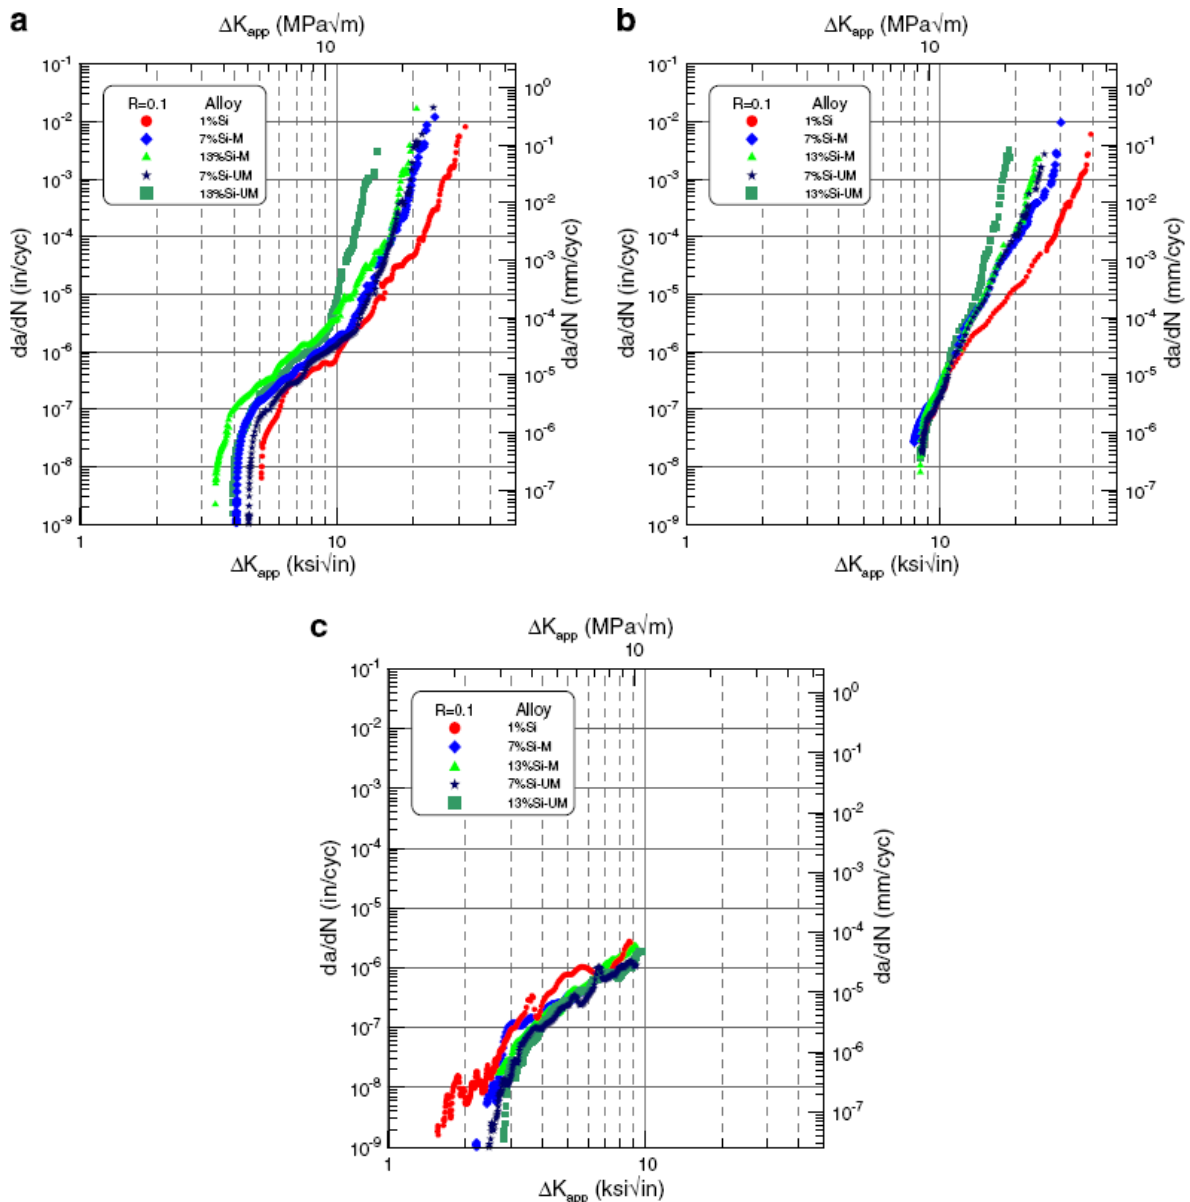 a
ΔKapp (MPa√m)
10
10^-1
10^-2
10^-3
10^-4
10^-5
10^-6
10^-7
10^-8
10^-9
da/dN (in/cyc)
R=0.1 Alloy
1%Si
7%Si-M
13%Si-M
7%Si-UM
13%Si-UM
10^0
10^-1
10^-2
10^-3
10^-4
10^-5
10^-6
10^-7
da/dN (mm/cyc)
1 10
ΔKapp (ksi√in)
b
ΔKapp (MPa√m)
10
10^-1
10^-2
10^-3
10^-4
10^-5
10^-6
10^-7
10^-8
10^-9
da/dN (in/cyc)
R=0.1 Alloy
1%Si
7%Si-M
13%Si-M
7%Si-UM
13%Si-UM
10^0
10^-1
10^-2
10^-3
10^-4
10^-5
10^-6
10^-7
da/dN (mm/cyc)
1 10
ΔKapp (ksi√in)
c
ΔKapp (MPa√m)
10
10^-1
10^-2
10^-3
10^-4
10^-5
10^-6
10^-7
10^-8
10^-9
da/dN (in/cyc)
R=0.1 Alloy
1%Si
7%Si-M
13%Si-M
7%Si-UM
13%Si-UM
10^0
10^-1
10^-2
10^-3
10^-4
10^-5
10^-6
10^-7
da/dN (mm/cyc)
1 10
ΔKapp (ksi√in)